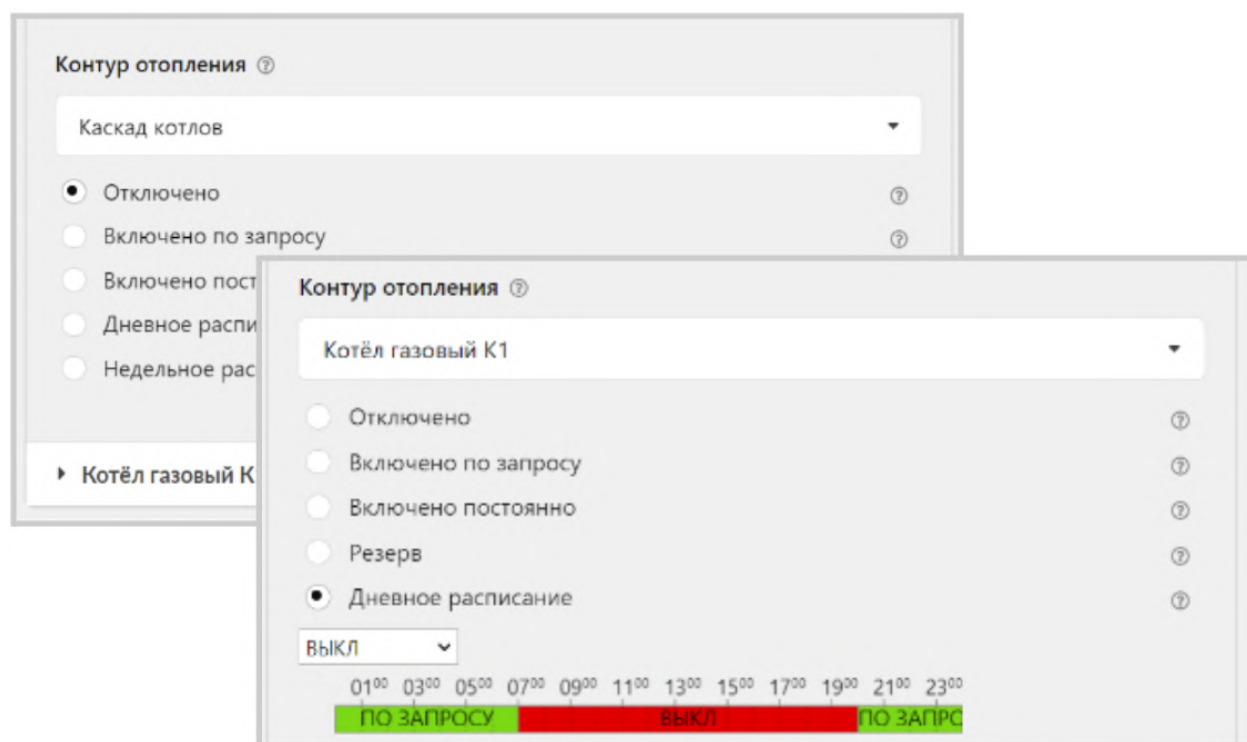 Контур отопления
Каскад котлов
Отключено
Включено по запросу
Включено пост
Дневное распи
Недельное рас
Котёл газовый К
Контур отопления
Котёл газовый К1
Отключено
Включено по запросу
Включено постоянно
Резерв
Дневное расписание
ВЫКЛ
01⁰⁰ 03⁰⁰ 05⁰⁰ 07⁰⁰ 09⁰⁰ 11⁰⁰ 13⁰⁰ 15⁰⁰ 17⁰⁰ 19⁰⁰ 21⁰⁰ 23⁰⁰
ПО ЗАПРОСУ ВЫКЛ ПО ЗАПРО